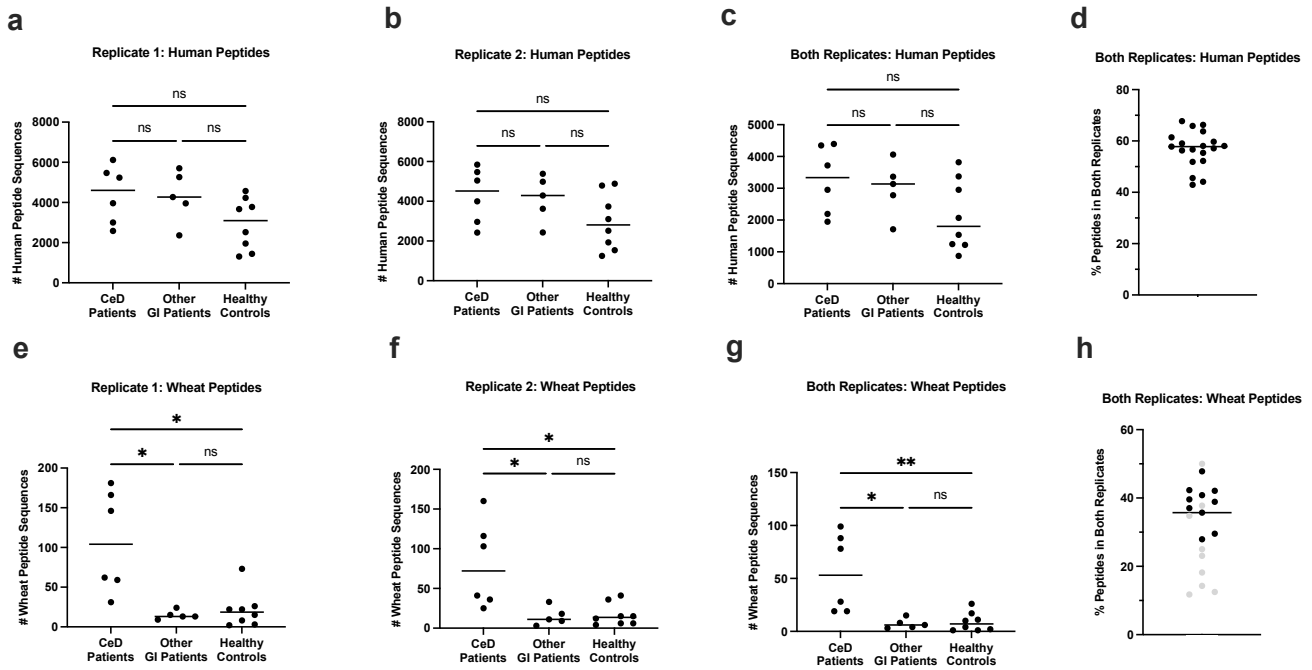 a
Replicate 1: Human Peptides
ns
ns
ns
8000
6000
4000
2000
0
# Human Peptide Sequences
CeD
Patients
Other
GI Patients
Healthy
Controls
b
Replicate 2: Human Peptides
ns
ns
ns
8000
6000
4000
2000
0
# Human Peptide Sequences
CeD
Patients
Other
GI Patients
Healthy
Controls
c
Both Replicates: Human Peptides
ns
ns
ns
5000
4000
3000
2000
1000
0
# Human Peptide Sequences
CeD
Patients
Other
GI Patients
Healthy
Controls
d
Both Replicates: Human Peptides
80
60
40
20
0
% Peptides in Both Replicates
e
Replicate 1: Wheat Peptides
*
*
ns
200
150
100
50
0
# Wheat Peptide Sequences
CeD
Patients
Other
GI Patients
Healthy
Controls
f
Replicate 2: Wheat Peptides
*
*
ns
200
150
100
50
0
# Wheat Peptide Sequences
CeD
Patients
Other
GI Patients
Healthy
Controls
g
Both Replicates: Wheat Peptides
**
*
ns
150
100
50
0
# Wheat Peptide Sequences
CeD
Patients
Other
GI Patients
Healthy
Controls
h
Both Replicates: Wheat Peptides
60
40
20
0
% Peptides in Both Replicates